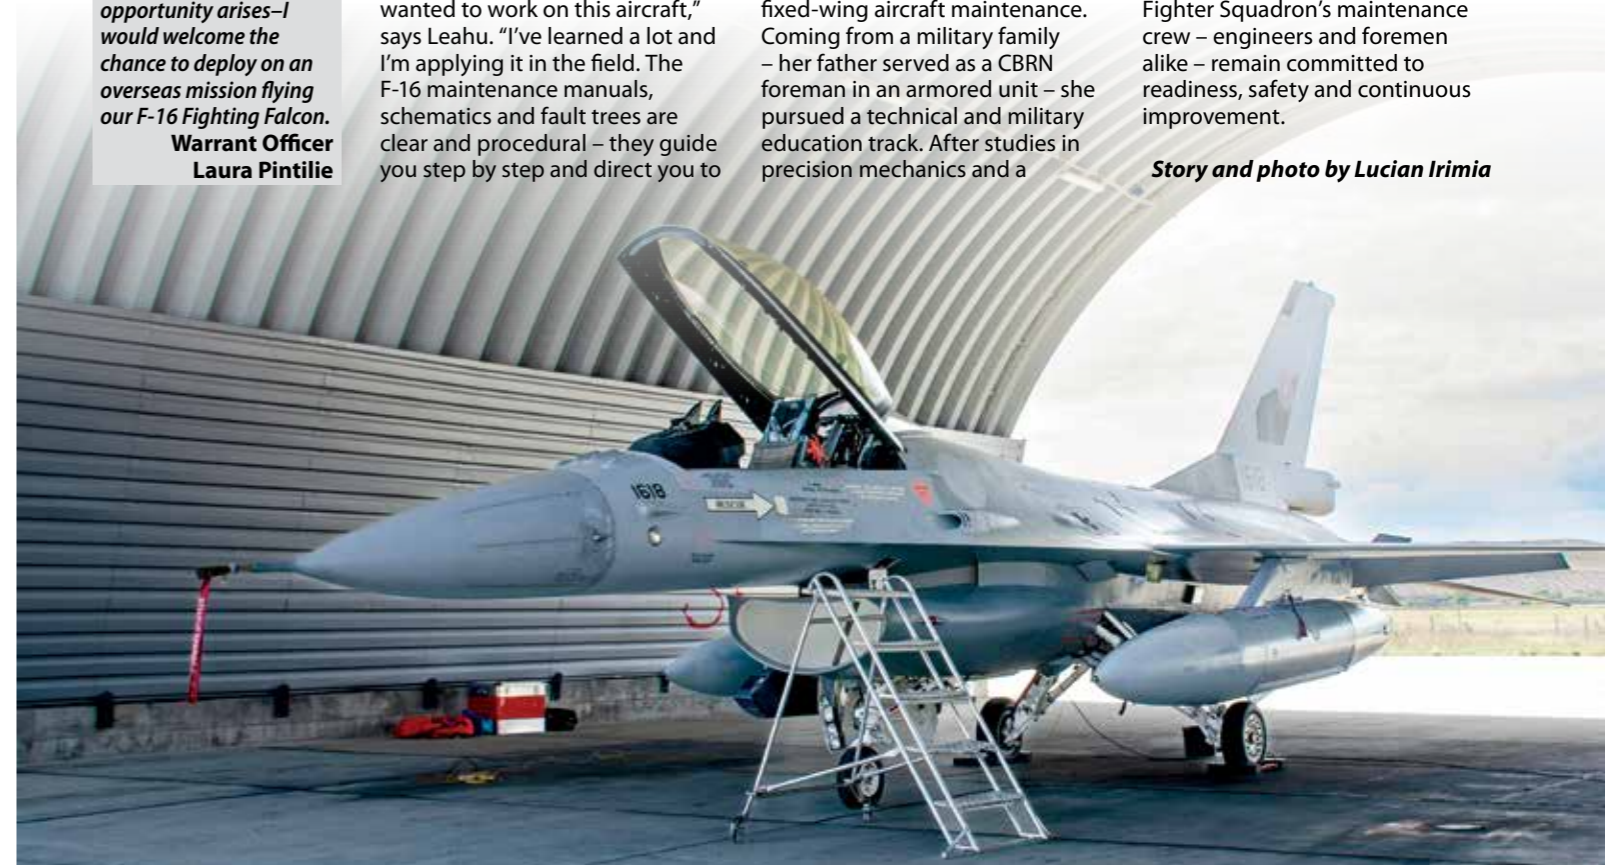 opportunity arises–I
would welcome the
chance to deploy on an
overseas mission flying
our F-16 Fighting Falcon.
Warrant Officer
Laura Pintilie
wanted to work on this aircraft,”
says Leahu. “I’ve learned a lot and
I’m applying it in the field. The
F-16 maintenance manuals,
schematics and fault trees are
clear and procedural – they guide
you step by step and direct you to
fixed-wing aircraft maintenance.
Coming from a military family
– her father served as a CBRN
foreman in an armored unit – she
pursued a technical and military
education track. After studies in
precision mechanics and a
Fighter Squadron’s maintenance
crew – engineers and foremen
alike – remain committed to
readiness, safety and continuous
improvement.
Story and photo by Lucian Irimia
1618
RESCUE